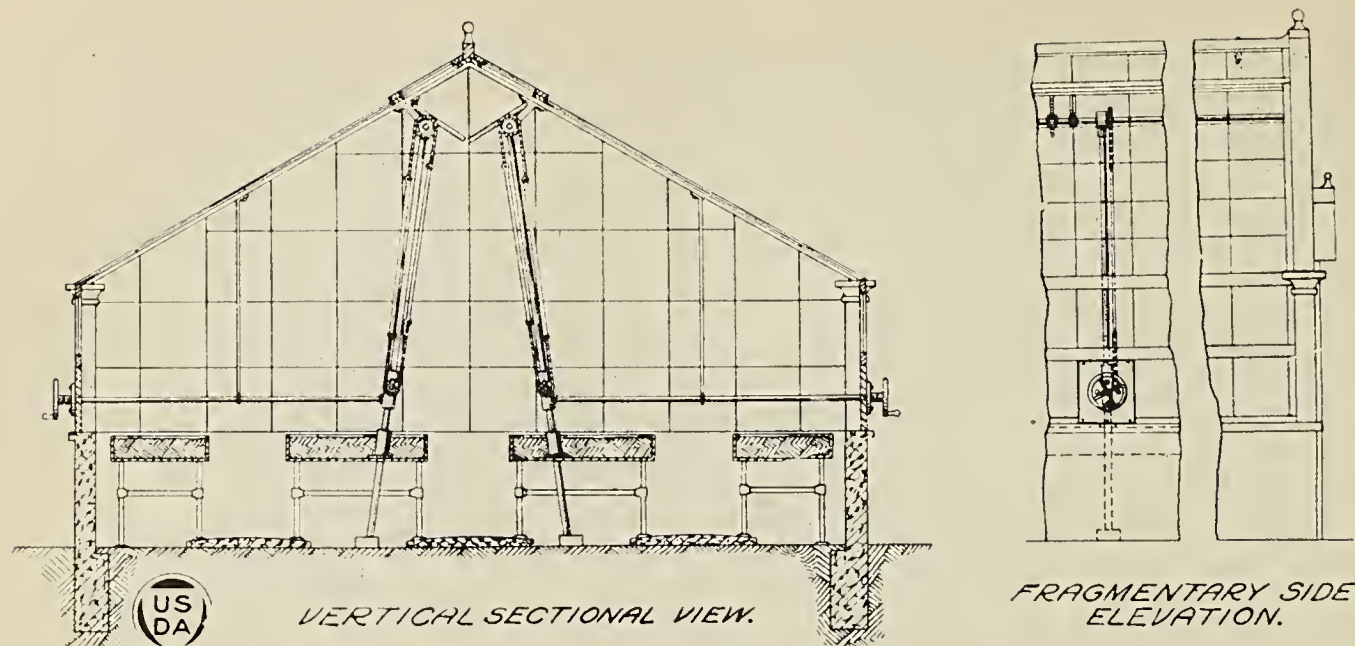 US
DA
VERTICAL SECTIONAL VIEW.
FRAGMENTARY SIDE
ELEVATION.